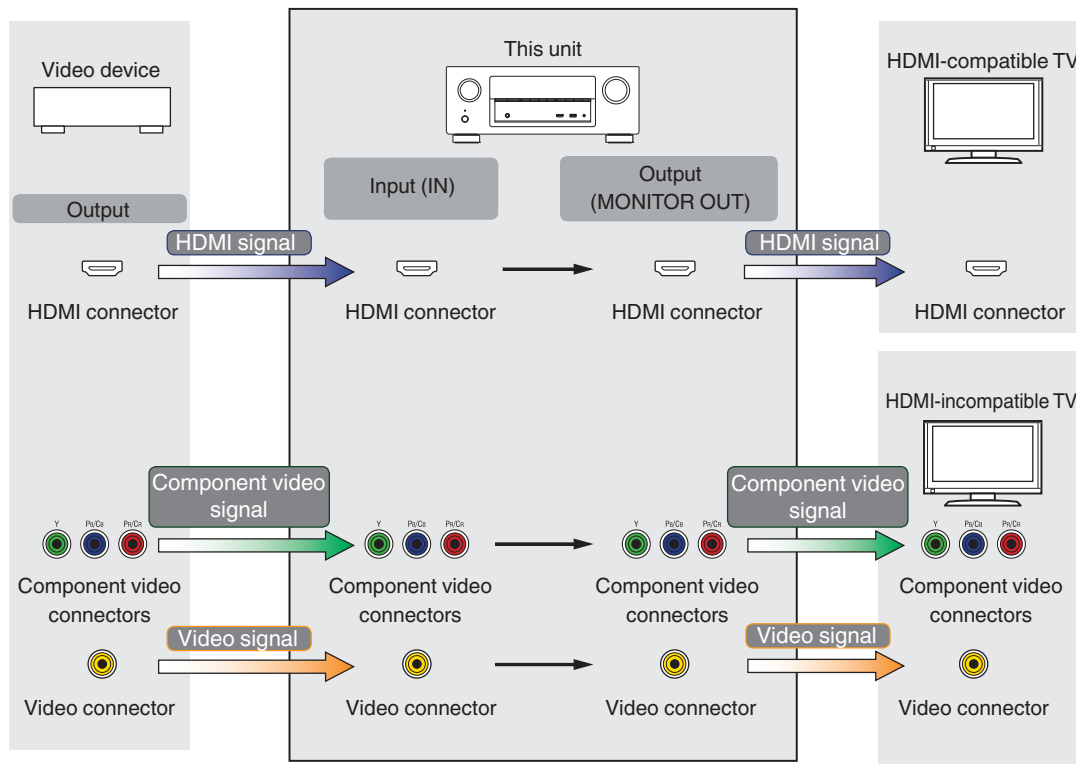 Video device
This unit
HDMI-compatible TV
Output
Input (IN)
Output
(MONITOR OUT)
HDMI signal
HDMI signal
HDMI connector
HDMI connector
HDMI connector
HDMI connector
HDMI-incompatible TV
Component video
signal
Component video
signal
Y PB/CB PR/CR
Y PB/CB PR/CR
Y PB/CB PR/CR
Y PB/CB PR/CR
Component video
connectors
Component video
connectors
Component video
connectors
Component video
connectors
Video signal
Video signal
Video connector
Video connector
Video connector
Video connector